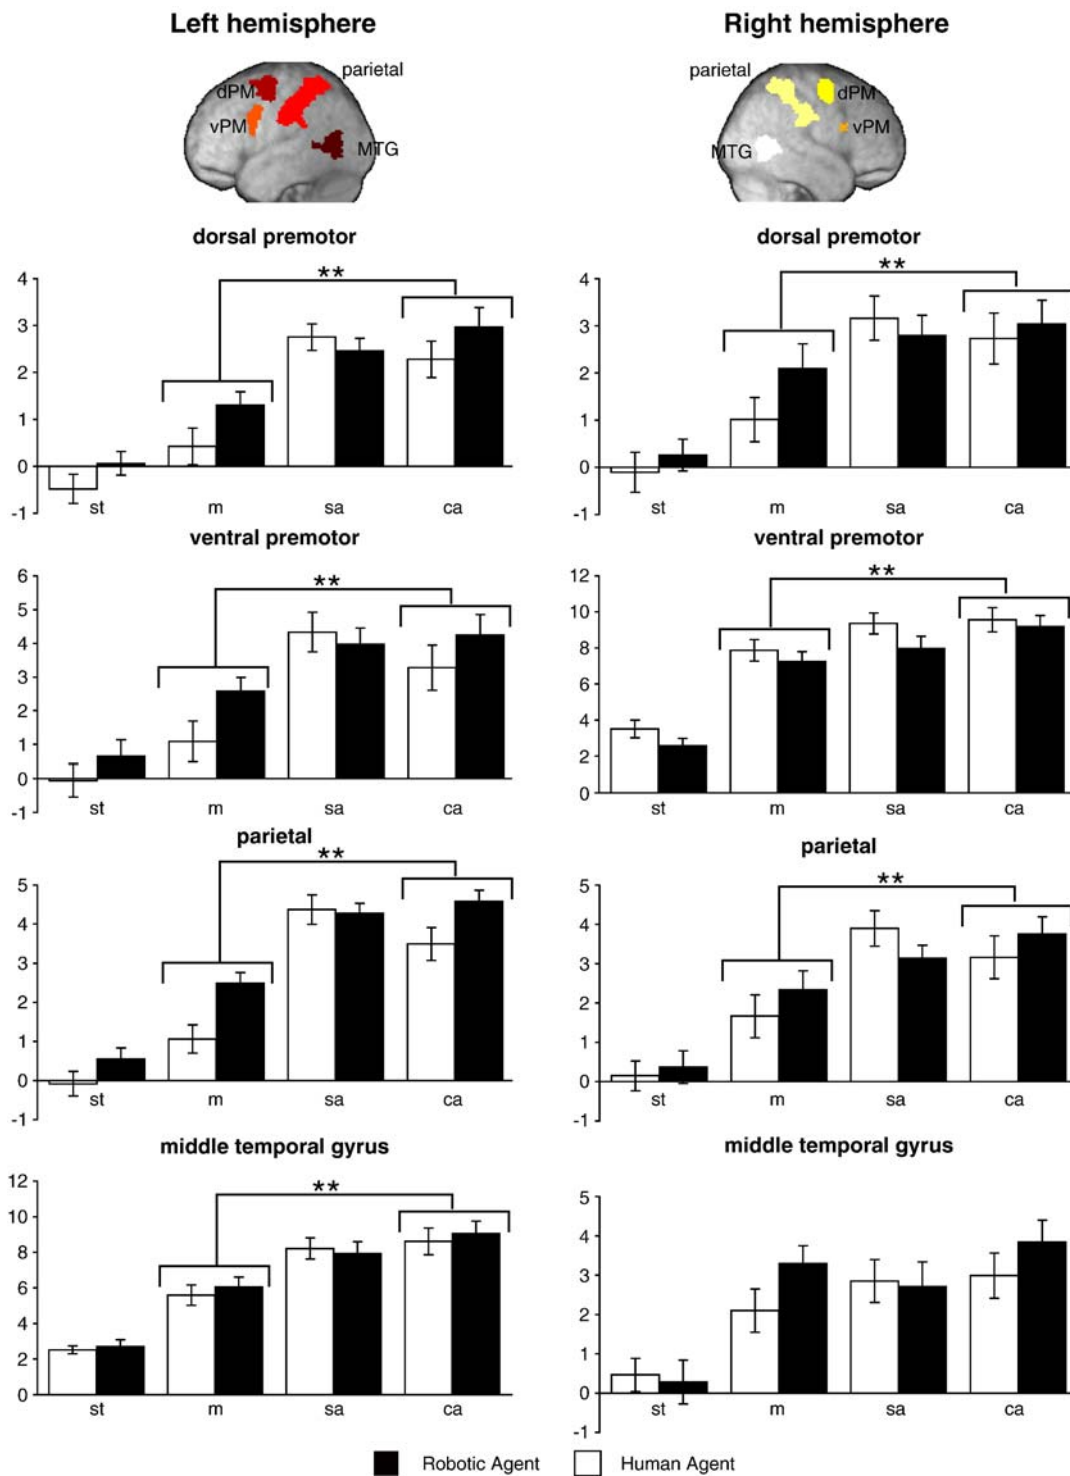 Left hemisphere
parietal
dPM
vPM
MTG
dorsal premotor
4
3
2
1
0
-1
**
st m sa ca
ventral premotor
6
5
4
3
2
1
0
-1
**
st m sa ca
parietal
5
4
3
2
1
0
-1
**
st m sa ca
middle temporal gyrus
12
10
8
6
4
2
0
**
st m sa ca
Right hemisphere
parietal
dPM
vPM
MTG
dorsal premotor
4
3
2
1
0
-1
**
st m sa ca
ventral premotor
12
10
8
6
4
2
0
**
st m sa ca
parietal
5
4
3
2
1
0
-1
**
st m sa ca
middle temporal gyrus
5
4
3
2
1
0
-1
st m sa ca
Robotic Agent Human Agent